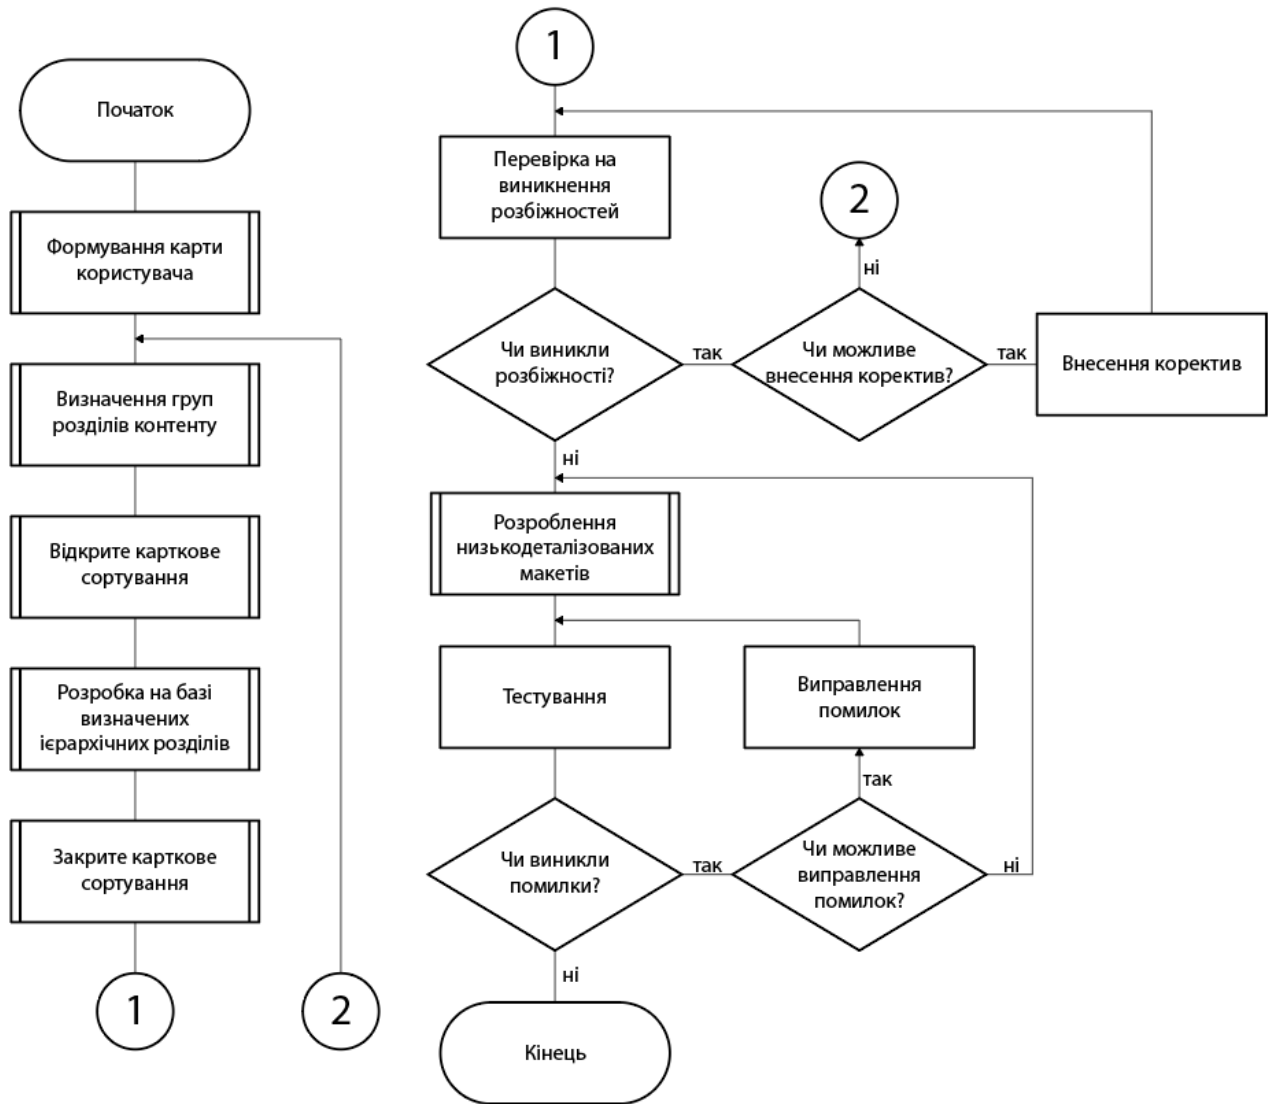 Початок
Формування карти
користувача
Визначення груп
розділів контенту
Відкрите карткове
сортування
Розробка на базі
визначених
ієрархічних розділів
Закрите карткове
сортування
1
2
1
Перевірка на
виникнення
розбіжностей
2
ні
Чи виникли
розбіжності?
так
Чи можливе
внесення коректив?
так
Внесення коректив
ні
Розроблення
низькодеталізованих
макетів
Тестування
Виправлення
помилок
так
Чи виникли
помилки?
так
Чи можливе
виправлення
помилок?
ні
ні
Кінець